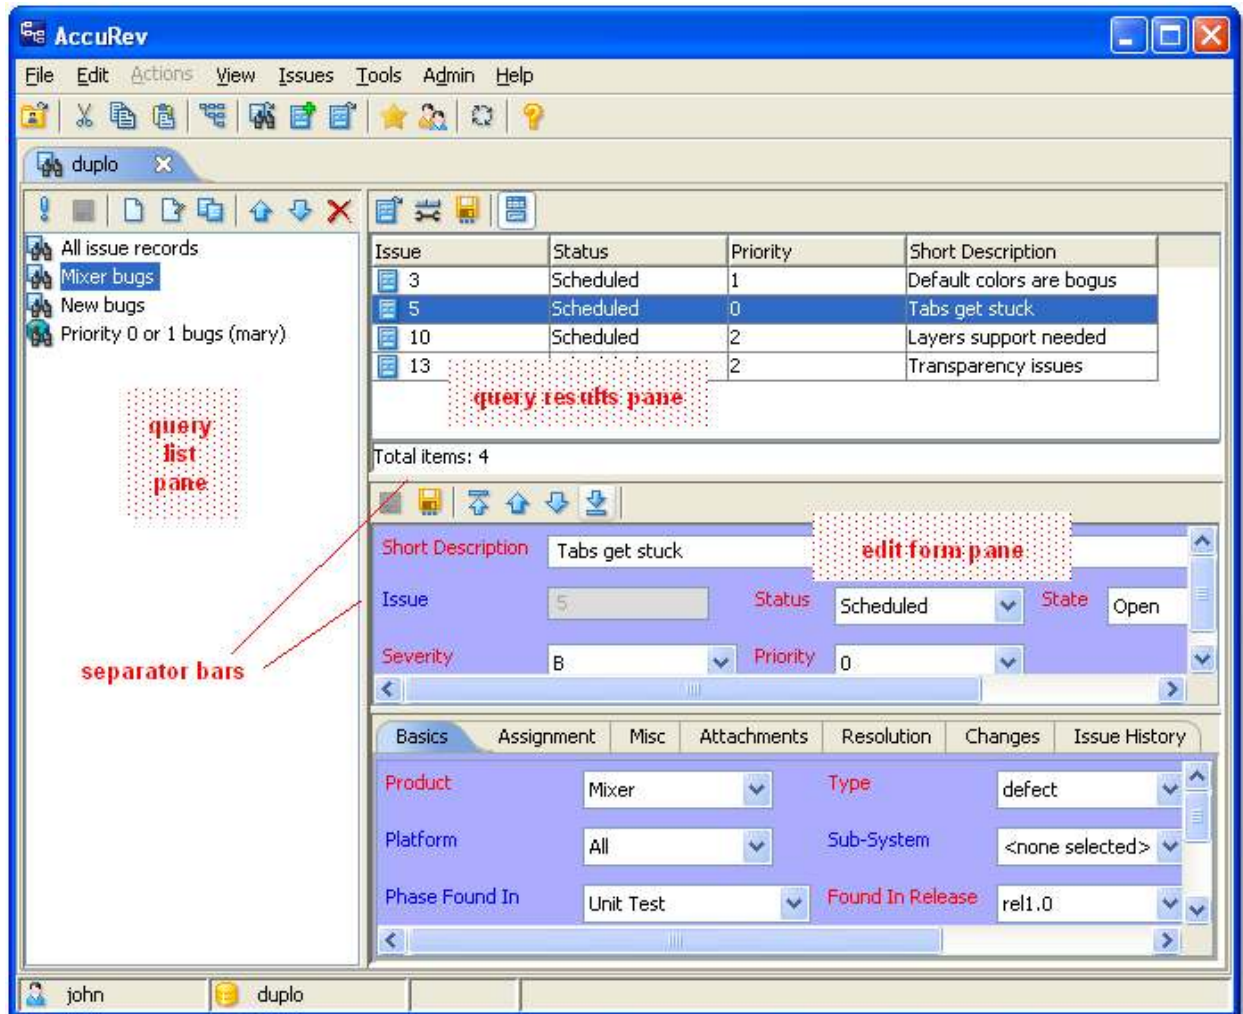 AccuRev
File Edit Actions View Issues Tools Admin Help
duplo
All issue records
Mixer bugs
New bugs
Priority 0 or 1 bugs (mary)
query
list
pane
Issue Status Priority Short Description
3 Scheduled 1 Default colors are bogus
5 Scheduled 0 Tabs get stuck
10 Scheduled 2 Layers support needed
13 2 Transparency issues
query results pane
Total items: 4
Short Description Tabs get stuck
edit form pane
Issue 5 Status Scheduled State Open
Severity B Priority 0
separator bars
Basics Assignment Misc Attachments Resolution Changes Issue History
Product Mixer Type defect
Platform All Sub-System <none selected>
Phase Found In Unit Test Found In Release rel1.0
john duplo